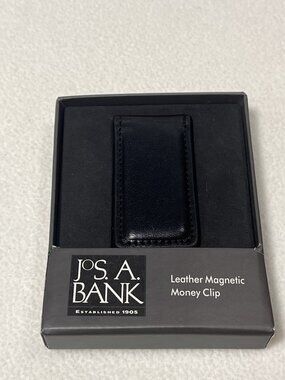 JOS. A.
BANK
ESTABLISHED 1905
Leather Magnetic
Money Clip